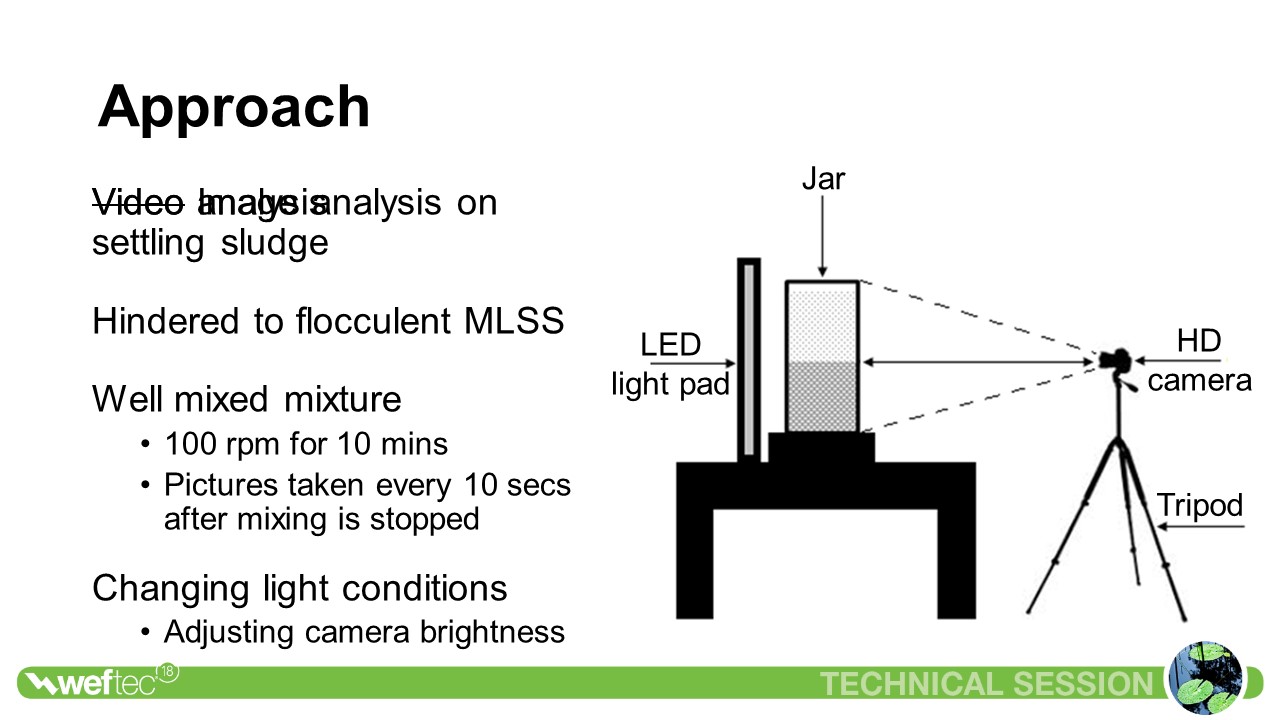 Approach
Video Image analysis on
settling sludge
Hindered to flocculent MLSS
Well mixed mixture
• 100 rpm for 10 mins
• Pictures taken every 10 secs
after mixing is stopped
Changing light conditions
• Adjusting camera brightness
Jar
LED
light pad
HD
camera
Tripod
weftec 18
TECHNICAL SESSION